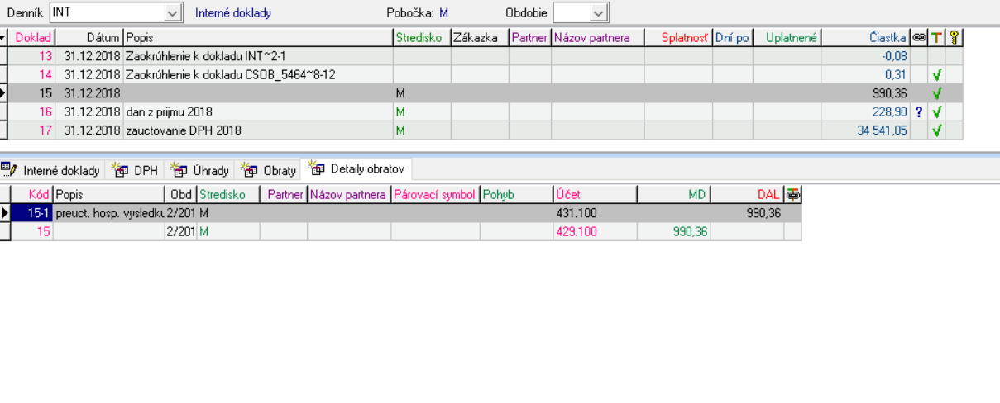 Denník INT Interné doklady Pobočka: M Obdobie
Doklad Dátum Popis Stredisko Zákazka Partner Názov partnera Splatnosť Dní po Uplatnené Čiastka
13 31.12.2018 Zaokrúhlenie k dokladu INT~2-1 -0,08
14 31.12.2018 Zaokrúhlenie k dokladu CSOB_5464~8-12 0,31
15 31.12.2018 M 990,36
16 31.12.2018 dan z prijmu 2018 M 228,90 ?
17 31.12.2018 zauctovanie DPH 2018 M 34 541,05
Interné doklady DPH Úhrady Obraty Detaily obratov
Kód Popis Obd Stredisko Partner Názov partnera Párovací symbol Pohyb Účet MD DAL
15-1 preuct. hosp. vysledku 2/201 M 431.100 990,36
15 2/201 M 429.100 990,36